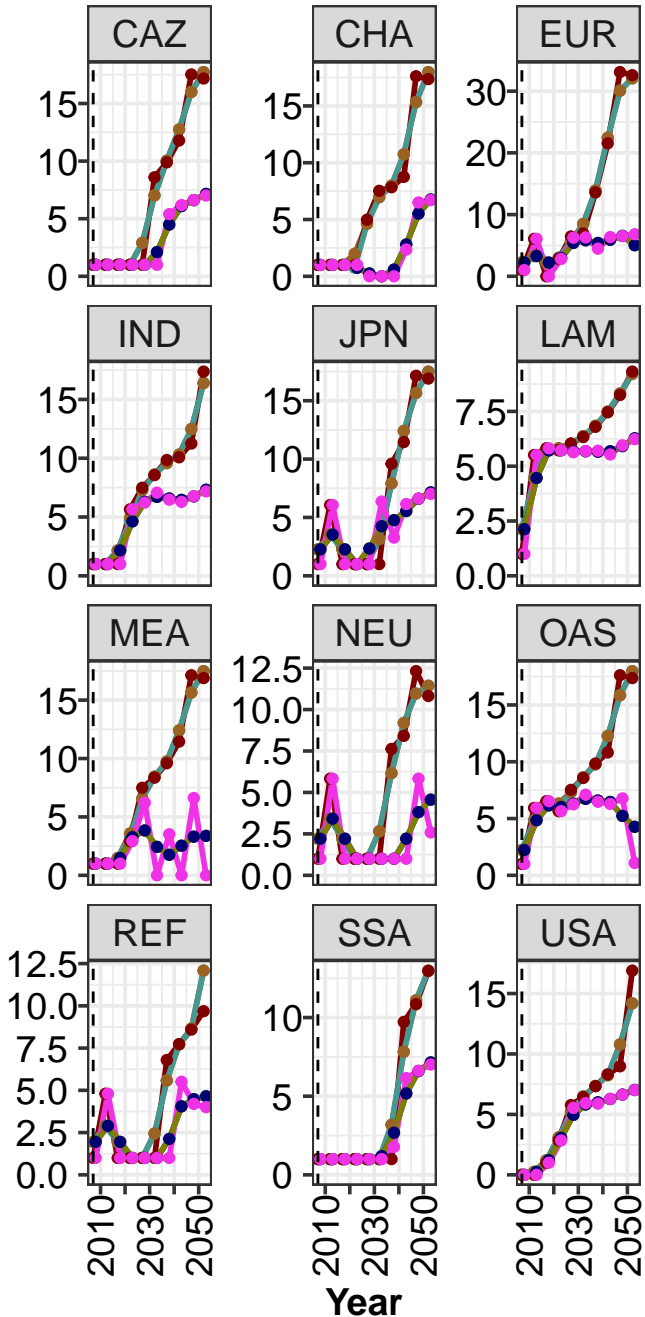 CAZ CHA EUR
15 15 30
10 10 20
5 5 10
0 0 0
IND JPN LAM
15 15 7.5
10 10 5.0
5 5 2.5
0 0 0.0
MEA NEU OAS
15 12.5 15
10 10.0 10
5 7.5 5
0 5.0 0
2.5
0.0
REF SSA USA
12.5 10 15
10.0 5 10
7.5 0 5
5.0 0
2.5
0.0
2010 2030 2050 2010 2030 2050 2010 2030 2050
Year